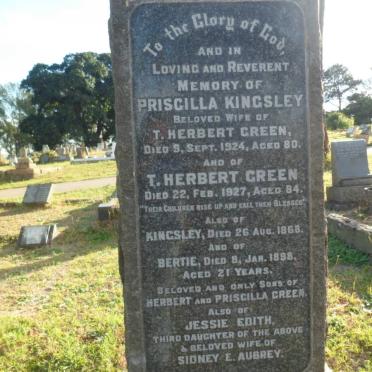 To the Glory of God,
AND IN
LOVING AND REVERENT
MEMORY OF
PRISCILLA KINGSLEY
BELOVED WIFE OF
T. HERBERT GREEN,
DIED 9, SEPT. 1924, AGED 80.
AND OF
T. HERBERT GREEN
DIED 22, FEB. 1927, AGED 84.
"THEIR CHILDREN RISE UP AND CALL THEM BLESSED"
ALSO OF
KINGSLEY, DIED 26 AUG. 1868.
AND OF
BERTIE, DIED 8, JAN. 1898,
AGED 21 YEARS.
BELOVED AND ONLY SONS OF
HERBERT AND PRISCILLA GREEN.
ALSO OF
JESSIE EDITH,
THIRD DAUGHTER OF THE ABOVE
& BELOVED WIFE OF
SIDNEY E. AUBREY.